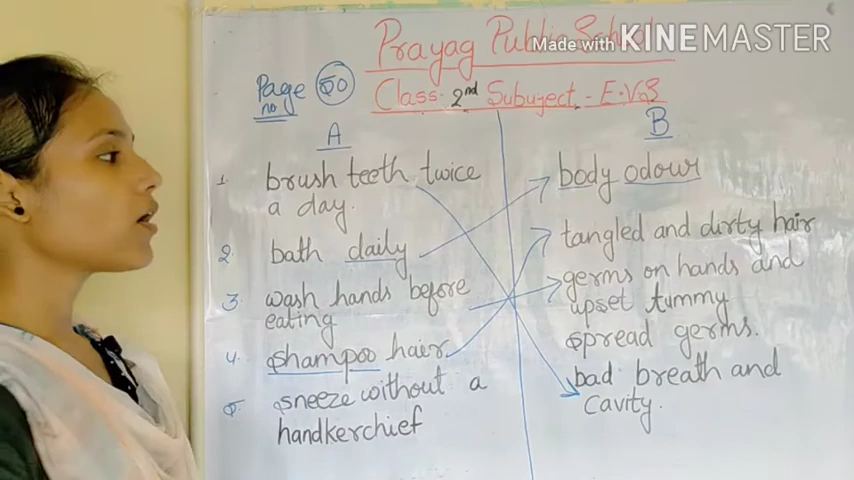 Prayag Public School
Made with KINEMASTER
Page no 50
Class- 2nd Subuject - E.V.S
A
B
1 brush teeth twice a day.
body odour
2. bath daily
tangled and dirty hair
3 wash hands before eating
germs on hands and upset tummy
4. shampoo hair
spread germs.
5 sneeze without a handkerchief
bad breath and cavity.